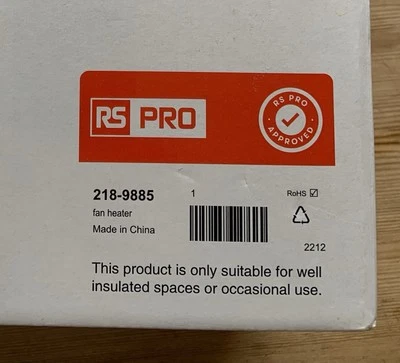 RS PRO
RS PRO
APPROVED
218-9885
1
RoHS ☑
fan heater
Made in China
2212
This product is only suitable for well
insulated spaces or occasional use.